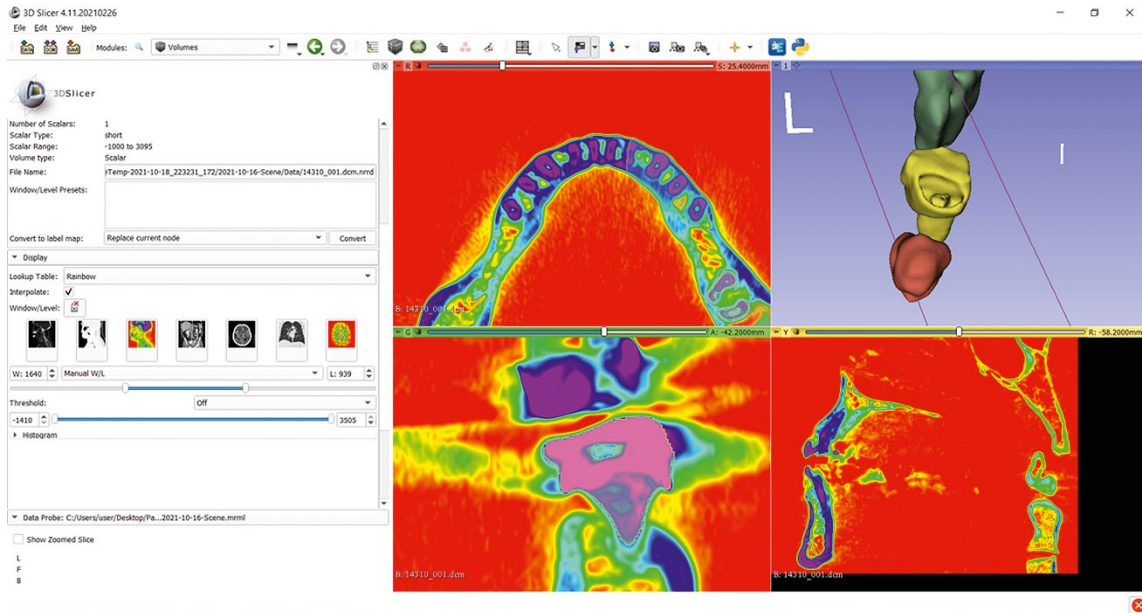 3D Slicer 4.11.20210226
File Edit View Help
DATA DCM SAVE Modules: Volumes
3DSlicer
Number of Scalars: 1
Scalar Type: short
Scalar Range: -1000 to 3095
Volume type: Scalar
File Name: rTemp-2021-10-18_223231_172/2021-10-16-Scene/Data/14310_001.dcm.nrrd
Window/Level Presets:
Convert to label map: Replace current node Convert
Display
Lookup Table: Rainbow
Interpolate:
Window/Level:
W: 1640 Manual W/L L: 939
Threshold: Off
-1410 3505
Histogram
Data Probe: C:/Users/user/Desktop/Pa...2021-10-16-Scene.mrml
Show Zoomed Slice
L
F
B
R S: 25.4000mm
B: 14310_001.dcm
1
L
I
G A: -42.2000mm
B: 14310_001.dcm
Y R: -58.2000mm
B: 14310_001.dcm